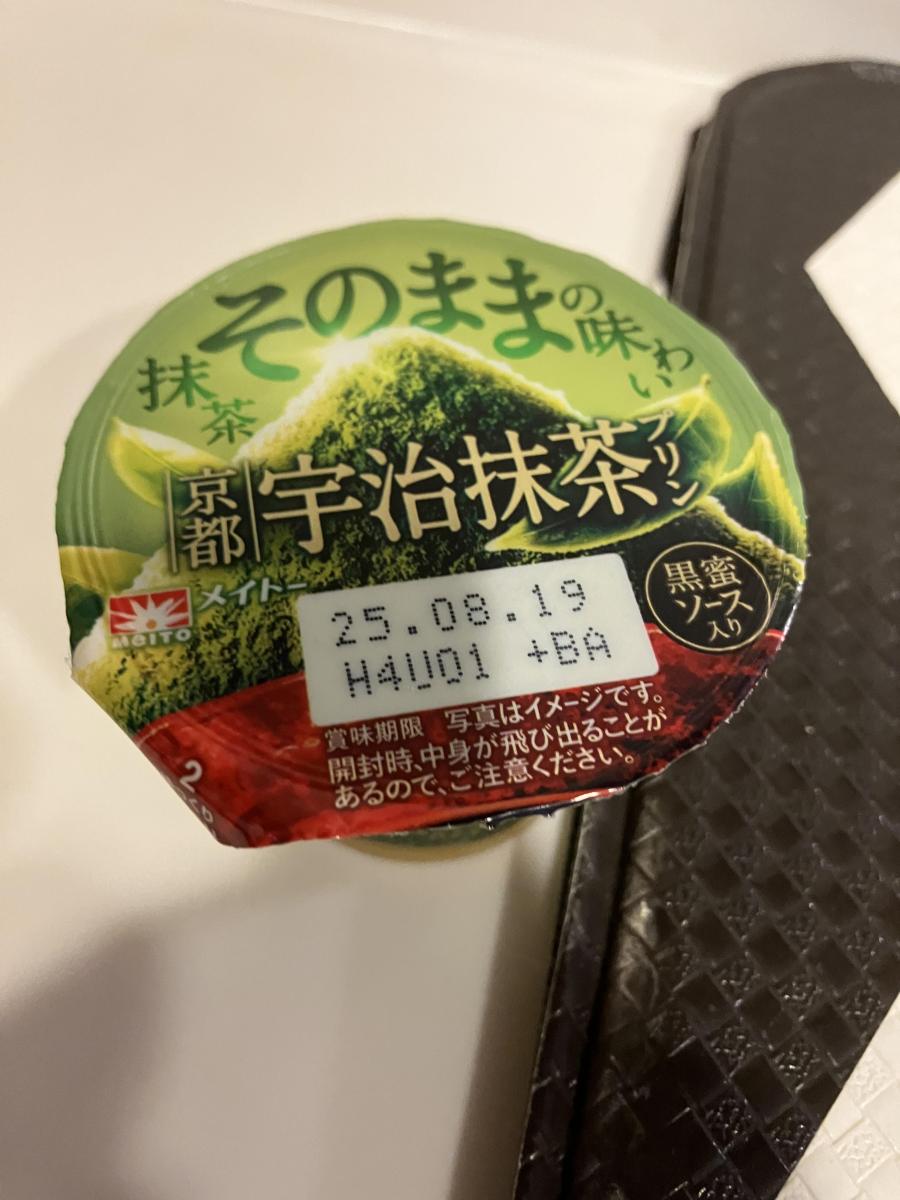 抹茶そのままの味わい
京都 宇治抹茶プリン
メイトー
MEITO
黒蜜
ソース
入り
25.08.19
H4U01 +BA
賞味期限 写真はイメージです。
開封時、中身が飛び出ることが
あるので、ご注意ください。
2